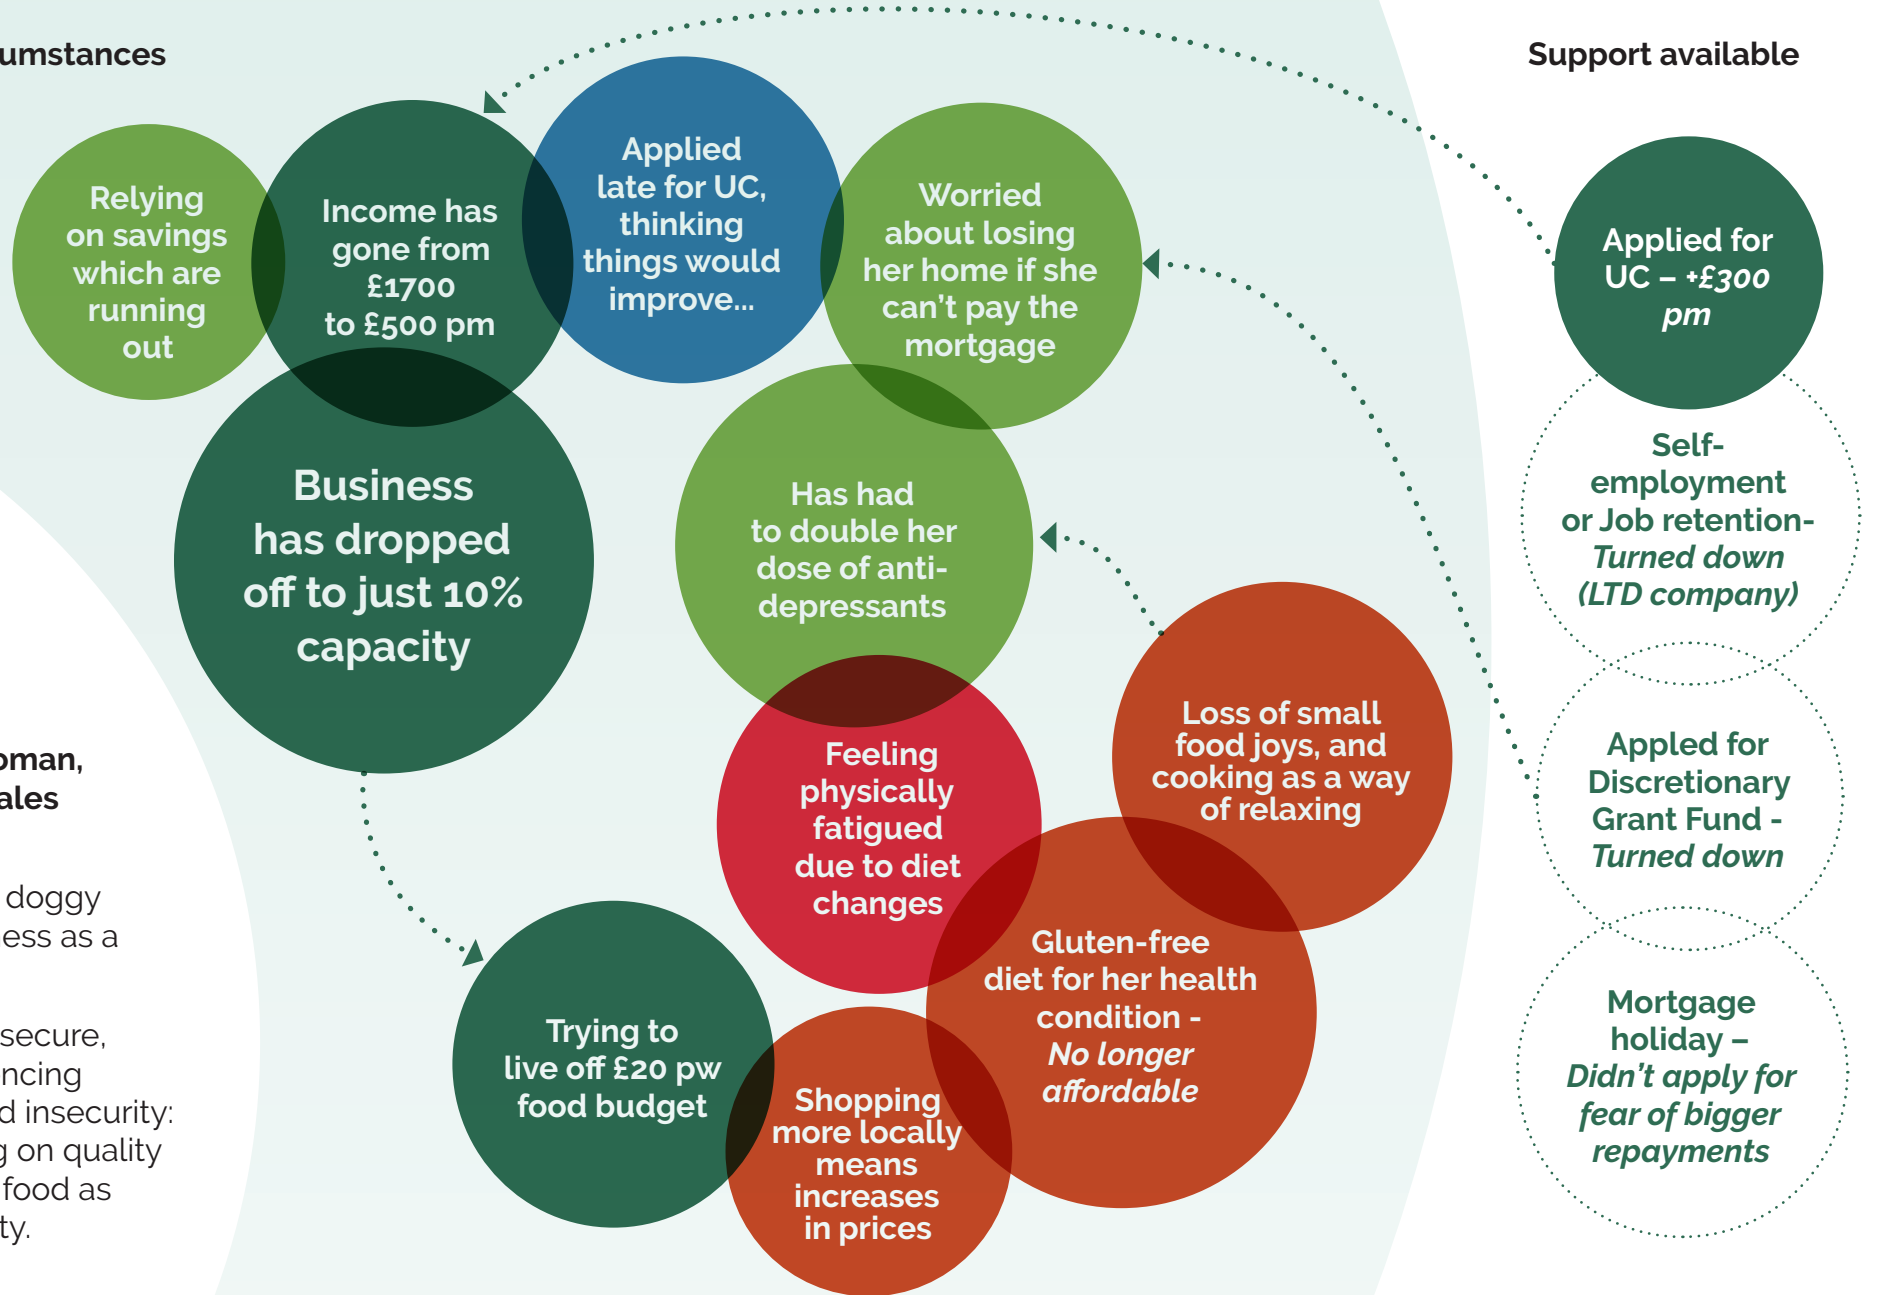 umstances
Support available
Relying
on savings
which are
running
out
Income has
gone from
£1700
to £500 pm
Applied
late for UC,
thinking
things would
improve...
Worried
about losing
her home if she
can't pay the
mortgage
Applied for
UC – +£300
pm
Business
has dropped
off to just 10%
capacity
Has had
to double her
dose of anti-
depressants
Self-
employment
or Job retention-
Turned down
(LTD company)
Feeling
physically
fatigued
due to diet
changes
Loss of small
food joys, and
cooking as a way
of relaxing
Appled for
Discretionary
Grant Fund -
Turned down
oman,
ales
doggy
ness as a
secure,
ncing
d insecurity:
g on quality
food as
ty.
Trying to
live off £20 pw
food budget
Shopping
more locally
means
increases
in prices
Gluten-free
diet for her health
condition -
No longer
affordable
Mortgage
holiday –
Didn't apply for
fear of bigger
repayments